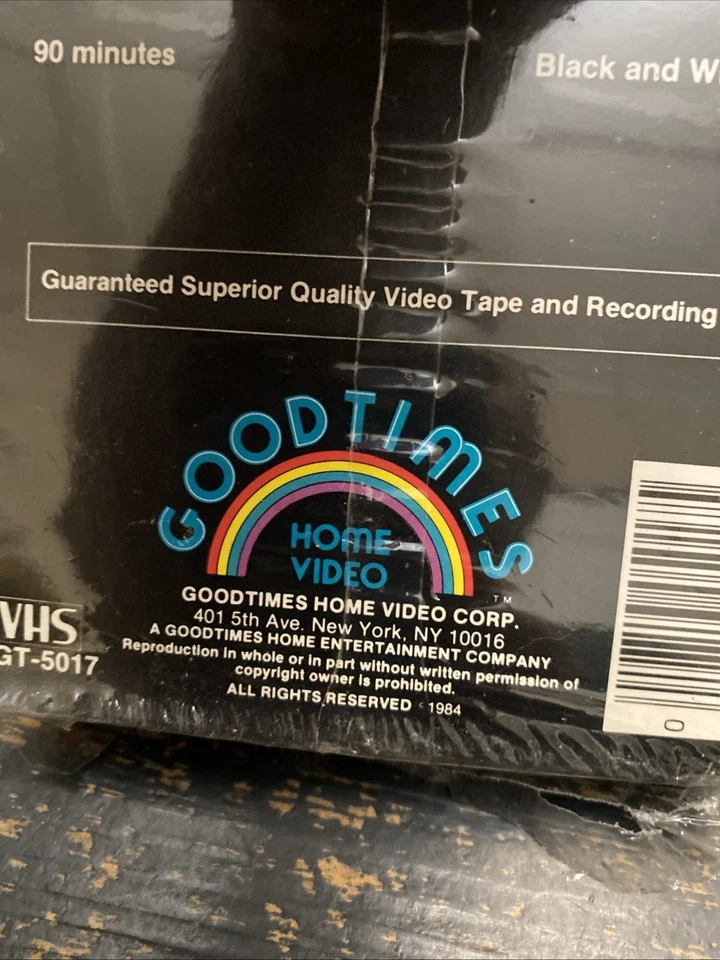 90 minutes
Black and W
Guaranteed Superior Quality Video Tape and Recording
GOODTIMES
HOME
VIDEO
TM
GOODTIMES HOME VIDEO CORP.
401 5th Ave. New York, NY 10016
A GOODTIMES HOME ENTERTAINMENT COMPANY
Reproduction in whole or in part without written permission of
copyright owner is prohibited.
ALL RIGHTS RESERVED © 1984
VHS
GT-5017
0